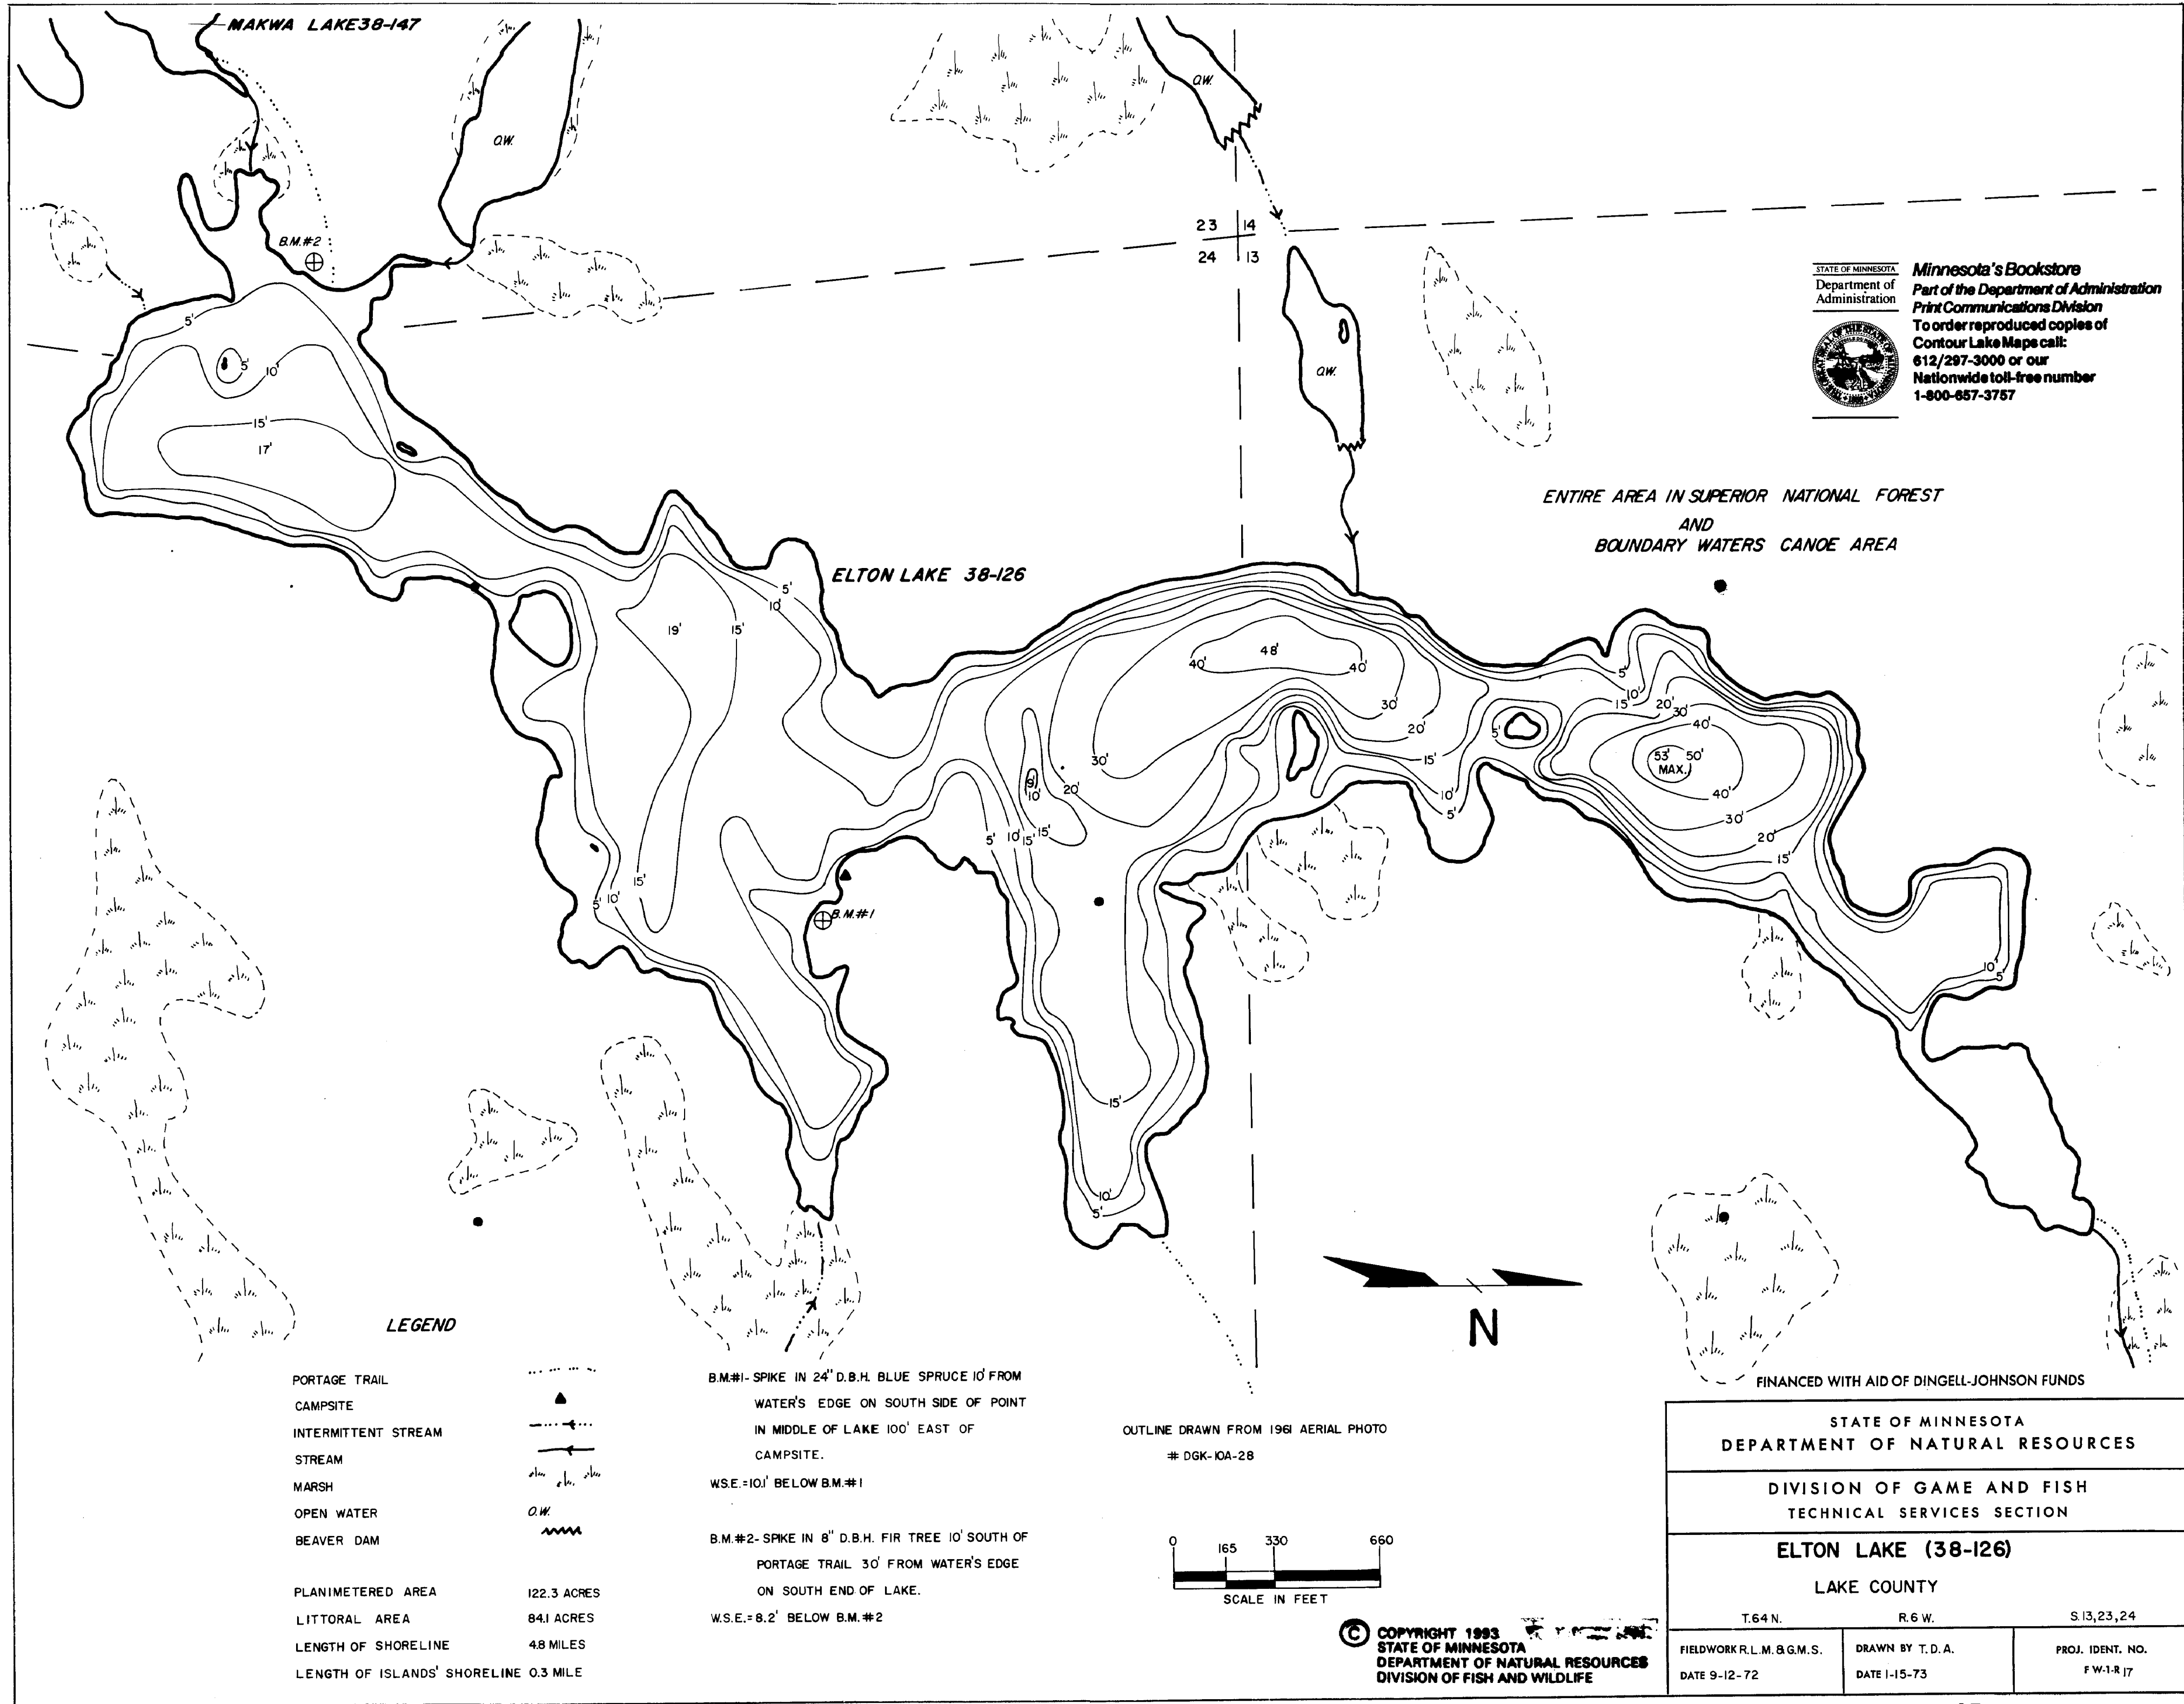 MAKWA LAKE 38-147
O.W.
O.W.
B.M.#2
23 14
24 13
O.W.
STATE OF MINNESOTA
Department of
Administration
Minnesota's Bookstore
Part of the Department of Administration
Print Communications Division
To order reproduced copies of
Contour Lake Maps call:
612/297-3000 or our
Nationwide toll-free number
1-800-657-3757
5'
5'
10'
15'
17'
ENTIRE AREA IN SUPERIOR NATIONAL FOREST
AND
BOUNDARY WATERS CANOE AREA
ELTON LAKE 38-126
5'
10'
19'
15'
15'
5'
10'
B.M.#1
48'
40'
40'
30'
20'
15'
10'
5'
30'
9'
10'
20'
5'
10'
15'
15'
15'
10'
5'
5'
5'
10'
15'
20'
30'
40'
53'
50'
MAX.
40'
30'
20'
15'
10'
5'
N
LEGEND
PORTAGE TRAIL
CAMPSITE
INTERMITTENT STREAM
STREAM
MARSH
OPEN WATER O.W.
BEAVER DAM
PLANIMETERED AREA 122.3 ACRES
LITTORAL AREA 84.1 ACRES
LENGTH OF SHORELINE 4.8 MILES
LENGTH OF ISLANDS' SHORELINE 0.3 MILE
B.M.#1- SPIKE IN 24" D.B.H. BLUE SPRUCE 10' FROM
WATER'S EDGE ON SOUTH SIDE OF POINT
IN MIDDLE OF LAKE 100' EAST OF
CAMPSITE.
W.S.E.=10.1' BELOW B.M.#1
B.M.#2- SPIKE IN 8" D.B.H. FIR TREE 10' SOUTH OF
PORTAGE TRAIL 30' FROM WATER'S EDGE
ON SOUTH END OF LAKE.
W.S.E.=8.2' BELOW B.M.#2
OUTLINE DRAWN FROM 1961 AERIAL PHOTO
# DGK-10A-28
0 165 330 660
SCALE IN FEET
© COPYRIGHT 1993
STATE OF MINNESOTA
DEPARTMENT OF NATURAL RESOURCES
DIVISION OF FISH AND WILDLIFE
FINANCED WITH AID OF DINGELL-JOHNSON FUNDS
STATE OF MINNESOTA
DEPARTMENT OF NATURAL RESOURCES
DIVISION OF GAME AND FISH
TECHNICAL SERVICES SECTION
ELTON LAKE (38-126)
LAKE COUNTY
T.64 N. R.6 W. S.13,23,24
FIELDWORK R.L.M. & G.M.S.
DATE 9-12-72
DRAWN BY T.D.A.
DATE 1-15-73
PROJ. IDENT. NO.
F W-1-R 17